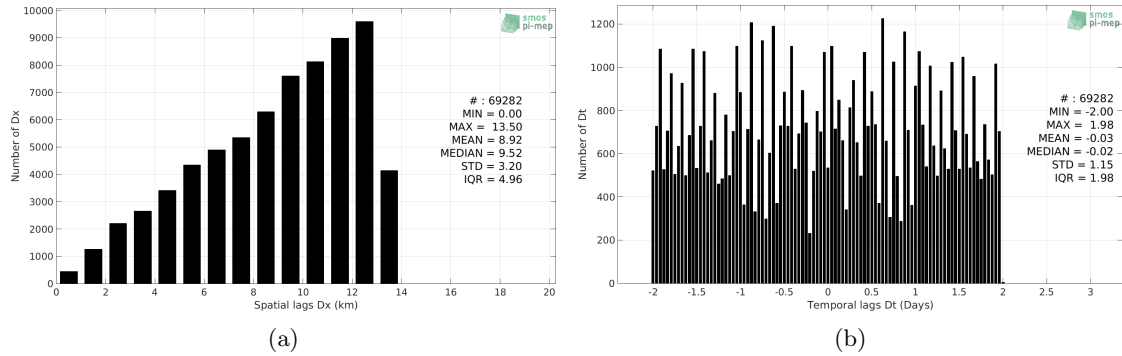 smos
pi-mep
10000
9000
8000
7000
6000
5000
4000
3000
2000
1000
0
Number of Dx
# : 69282
MIN = 0.00
MAX = 13.50
MEAN = 8.92
MEDIAN = 9.52
STD = 3.20
IQR = 4.96
0 2 4 6 8 10 12 14 16 18 20
Spatial lags Dx (km)
(a)
smos
pi-mep
1200
1000
800
600
400
200
0
Number of Dt
# : 69282
MIN = -2.00
MAX = 1.98
MEAN = -0.03
MEDIAN = -0.02
STD = 1.15
IQR = 1.98
-2 -1.5 -1 -0.5 0 0.5 1 1.5 2 2.5 3
Temporal lags Dt (Days)
(b)